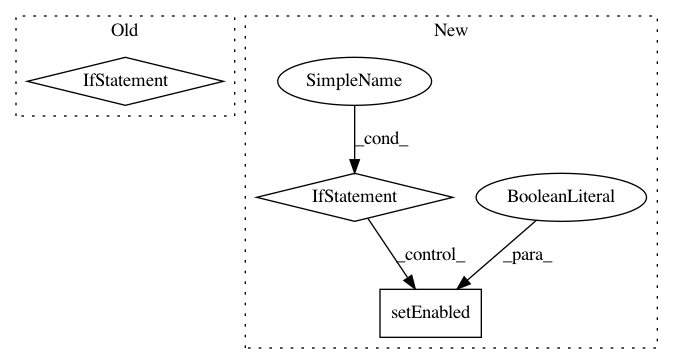 Old
New
IfStatement
SimpleName
_cond_
IfStatement
BooleanLiteral
_control_
_para_
setEnabled